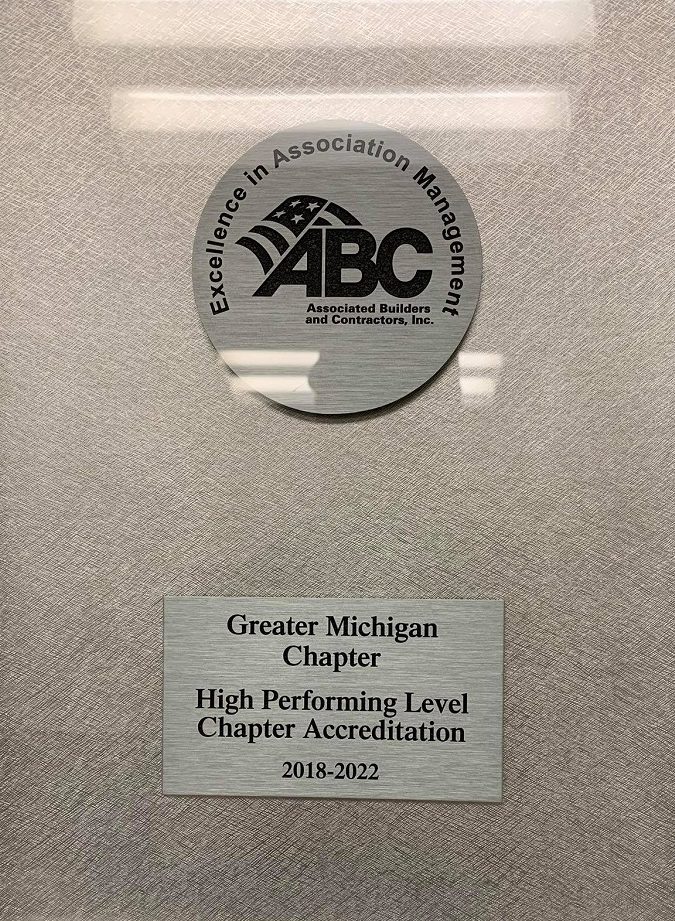 Excellence in Association Management
ABC
Associated Builders
and Contractors, Inc.
Greater Michigan
Chapter
High Performing Level
Chapter Accreditation
2018-2022